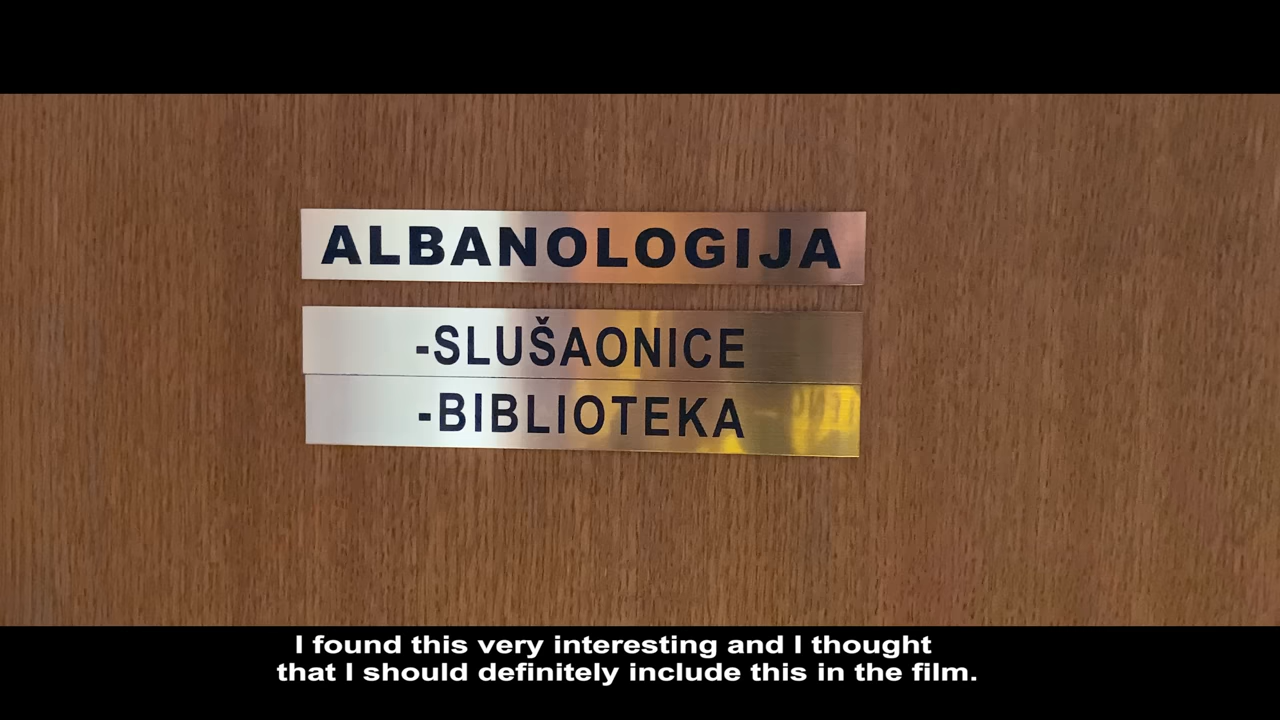 ALBANOLOGIJA
-SLUŠAONICE
-BIBLIOTEKA
I found this very interesting and I thought
that I should definitely include this in the film.